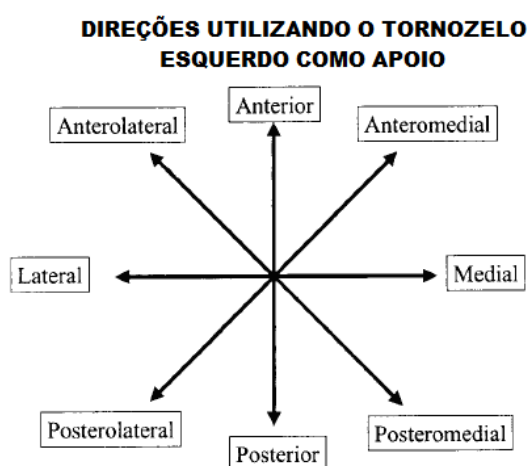 DIREÇÕES UTILIZANDO O TORNOZELO
ESQUERDO COMO APOIO
Anterior
Anterolateral
Anteromedial
Lateral
Medial
Posterolateral
Posteromedial
Posterior